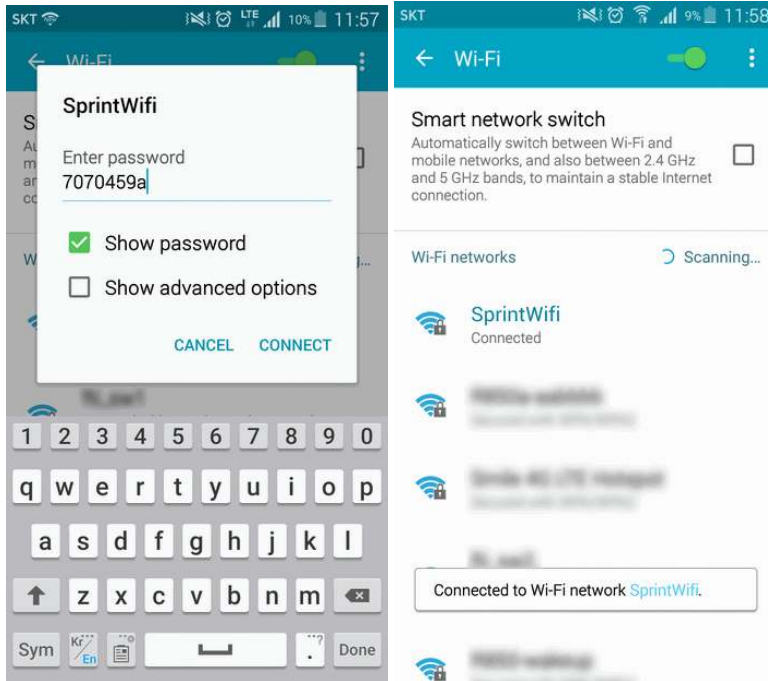 SKT LTE 10% 11:57
Wi-Fi
SprintWifi
Enter password
7070459a
Show password
Show advanced options
CANCEL CONNECT
1 2 3 4 5 6 7 8 9 0
q w e r t y u i o p
a s d f g h j k l
z x c v b n m
Sym Kr/En . Done
SKT 9% 11:58
Wi-Fi
Smart network switch
Automatically switch between Wi-Fi and
mobile networks, and also between 2.4 GHz
and 5 GHz bands, to maintain a stable Internet
connection.
Wi-Fi networks Scanning...
SprintWifi
Connected
Connected to Wi-Fi network SprintWifi.